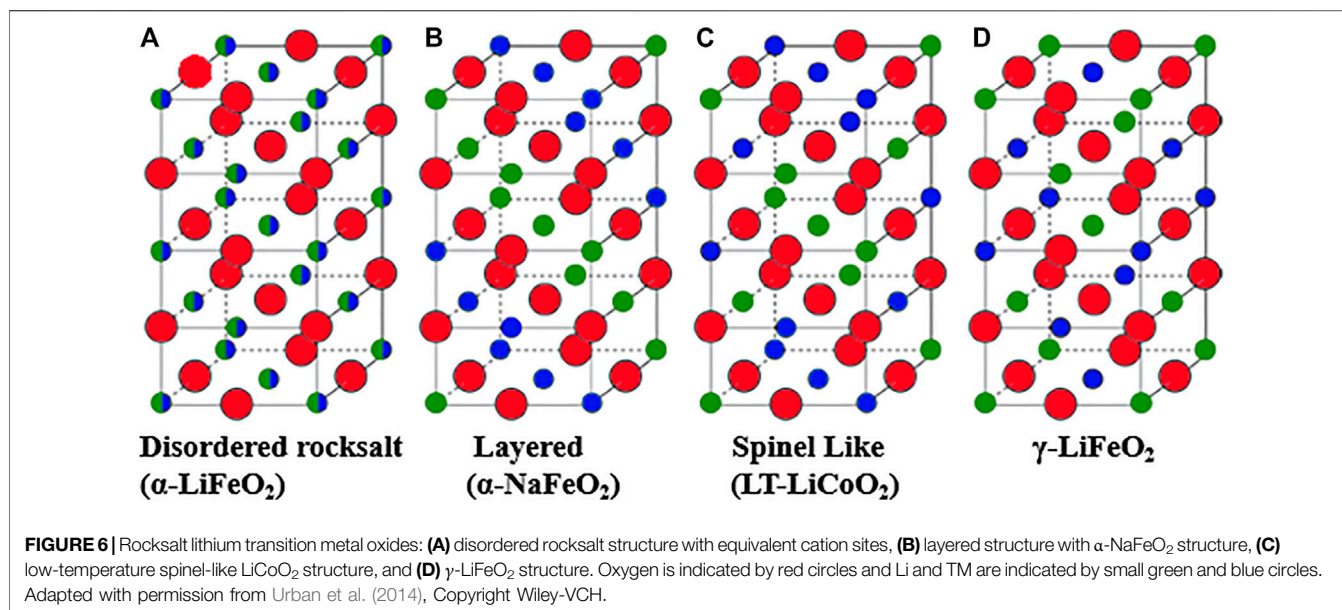 A B C D
Disordered rocksalt Layered Spinel Like γ-LiFeO₂
(α-LiFeO₂) (α-NaFeO₂) (LT-LiCoO₂)
FIGURE 6 | Rocksalt lithium transition metal oxides: (A) disordered rocksalt structure with equivalent cation sites, (B) layered structure with α-NaFeO₂ structure, (C)
low-temperature spinel-like LiCoO₂ structure, and (D) γ-LiFeO₂ structure. Oxygen is indicated by red circles and Li and TM are indicated by small green and blue circles.
Adapted with permission from Urban et al. (2014), Copyright Wiley-VCH.